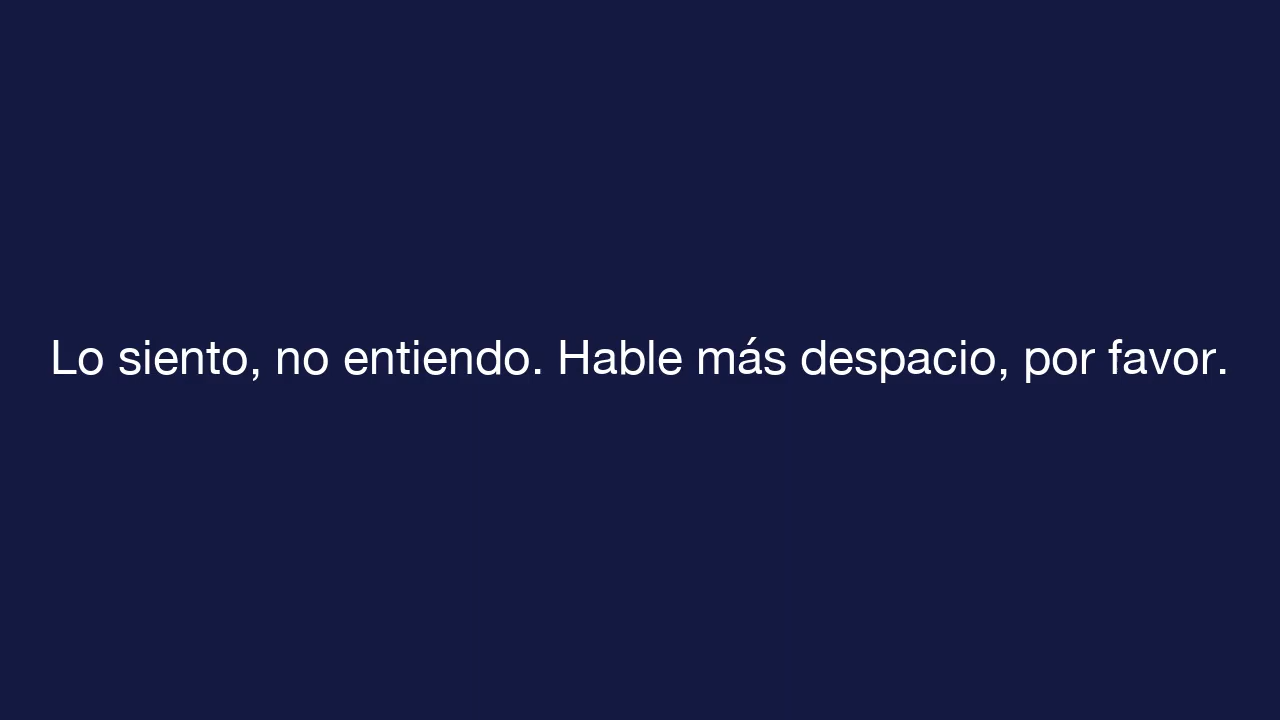 Lo siento, no entiendo. Hable más despacio, por favor.